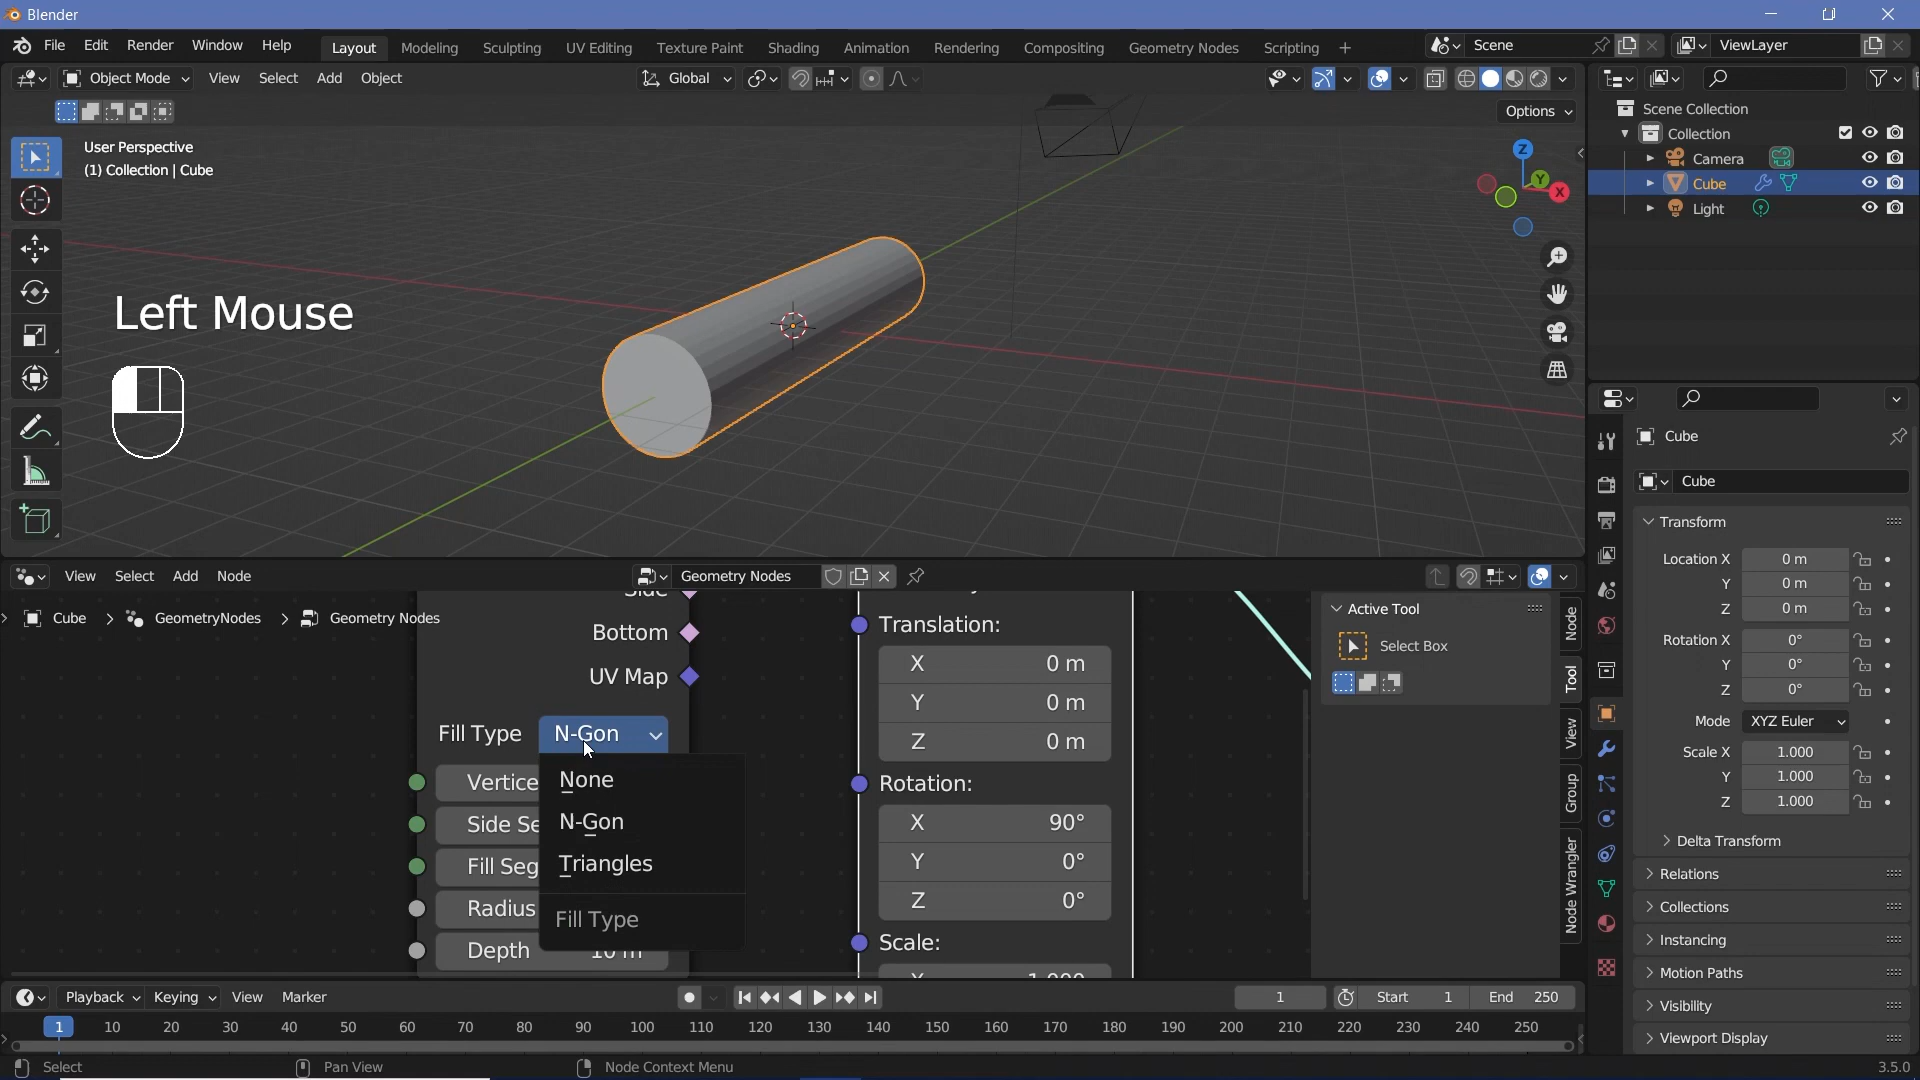 Blender
File Edit Render Window Help Layout Modeling Sculpting UV Editing Texture Paint Shading Animation Rendering Compositing Geometry Nodes Scripting + Scene ViewLayer
Object Mode View Select Add Object Global
Options
User Perspective
(1) Collection | Cube
Z
Y
X
Left Mouse
Scene Collection
Collection
Camera
Cube
Light
Cube
Cube
Transform
Location X 0 m
Y 0 m
Z 0 m
Rotation X 0°
Y 0°
Z 0°
Mode XYZ Euler
Scale X 1.000
Y 1.000
Z 1.000
Delta Transform
Relations
Collections
Instancing
Motion Paths
Visibility
Viewport Display
View Select Add Node Geometry Nodes
Cube > GeometryNodes > Geometry Nodes
Bottom
UV Map
Fill Type N-Gon
None
N-Gon
Triangles
Fill Type
Vertice
Side Se
Fill Seg
Radius
Depth 10 m
Translation:
X 0 m
Y 0 m
Z 0 m
Rotation:
X 90°
Y 0°
Z 0°
Scale:
X 1.000
Active Tool
Select Box
Node
Tool
View
Group
Node Wrangler
Playback Keying View Marker 1 Start 1 End 250
1 10 20 30 40 50 60 70 80 90 100 110 120 130 140 150 160 170 180 190 200 210 220 230 240 250
Select Pan View Node Context Menu 3.5.0